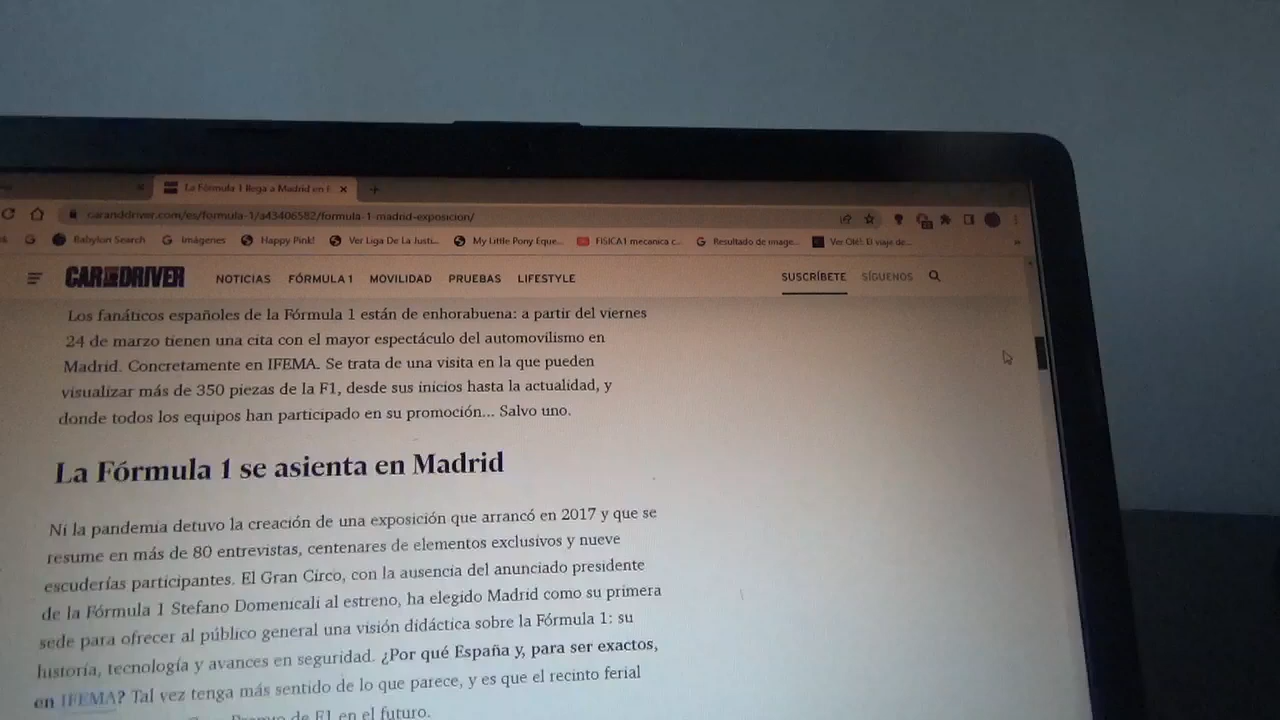 La Fórmula 1 llega a Madrid en F
caranddriver.com/es/formula-1/a43406582/formula-1-madrid-exposicion/
Babylon Search Imágenes Happy Pink! Ver Liga De La Justi... My Little Pony Eque... FISICA1 mecanica c... Resultado de image... Ver Olé!: El viaje de...
CAR AND DRIVER NOTICIAS FÓRMULA 1 MOVILIDAD PRUEBAS LIFESTYLE SUSCRÍBETE SÍGUENOS
Los fanáticos españoles de la Fórmula 1 están de enhorabuena: a partir del viernes
24 de marzo tienen una cita con el mayor espectáculo del automovilismo en
Madrid. Concretamente en IFEMA. Se trata de una visita en la que pueden
visualizar más de 350 piezas de la F1, desde sus inicios hasta la actualidad, y
donde todos los equipos han participado en su promoción... Salvo uno.
La Fórmula 1 se asienta en Madrid
Ni la pandemia detuvo la creación de una exposición que arrancó en 2017 y que se
resume en más de 80 entrevistas, centenares de elementos exclusivos y nueve
escuderías participantes. El Gran Circo, con la ausencia del anunciado presidente
de la Fórmula 1 Stefano Domenicali al estreno, ha elegido Madrid como su primera
sede para ofrecer al público general una visión didáctica sobre la Fórmula 1: su
historia, tecnología y avances en seguridad. ¿Por qué España y, para ser exactos,
en IFEMA? Tal vez tenga más sentido de lo que parece, y es que el recinto ferial
de F1 en el futuro.